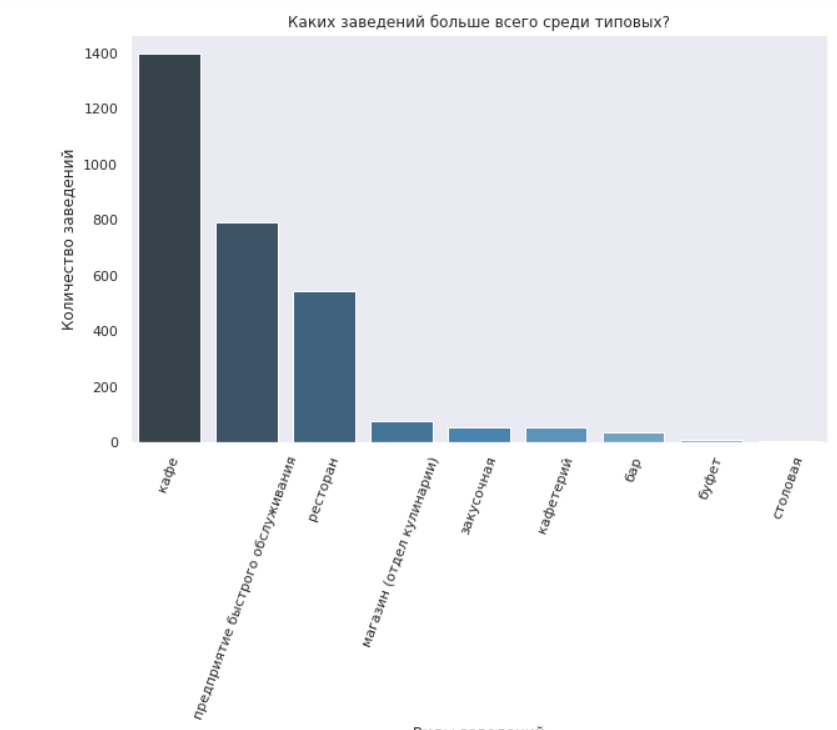 Каких заведений больше всего среди типовых?
Количество заведений
1400
1200
1000
800
600
400
200
0
кафе
предприятие быстрого обслуживания
ресторан
магазин (отдел кулинарии)
закусочная
кафетерий
бар
буфет
столовая